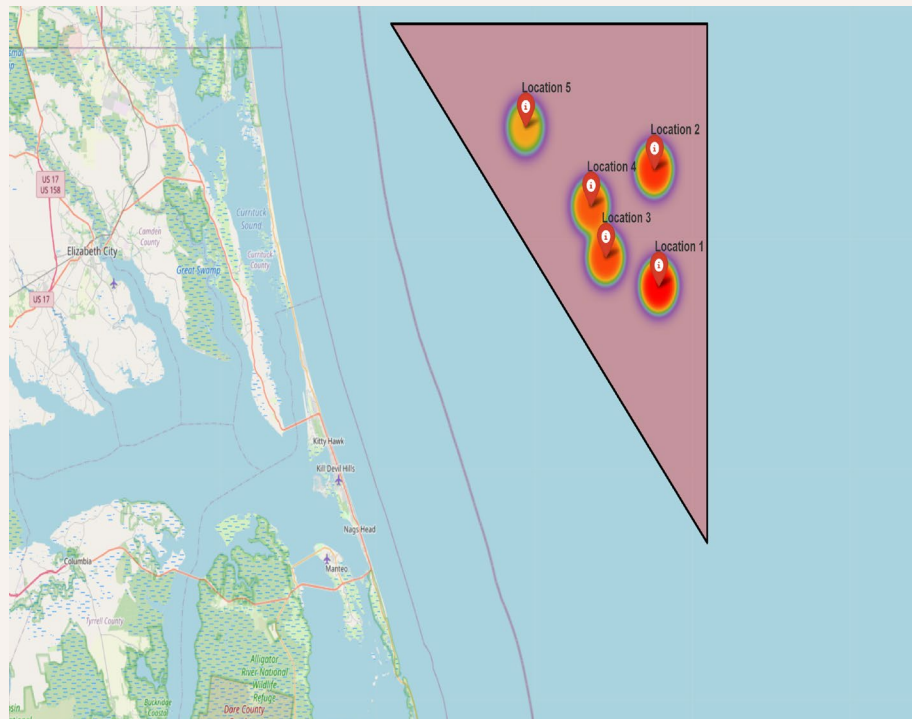 Location 5
Location 2
Location 4
Location 3
Location 1
US 17
US 158
Elizabeth City
Camden
County
Currituck
Sound
Currituck
County
Great Swamp
US 17
Kitty Hawk
Kill Devil Hills
Nags Head
Columbia
Manteo
Tyrrell County
Alligator
River National
Wildlife
Refuge
Buckridge
Coastal
Dare County